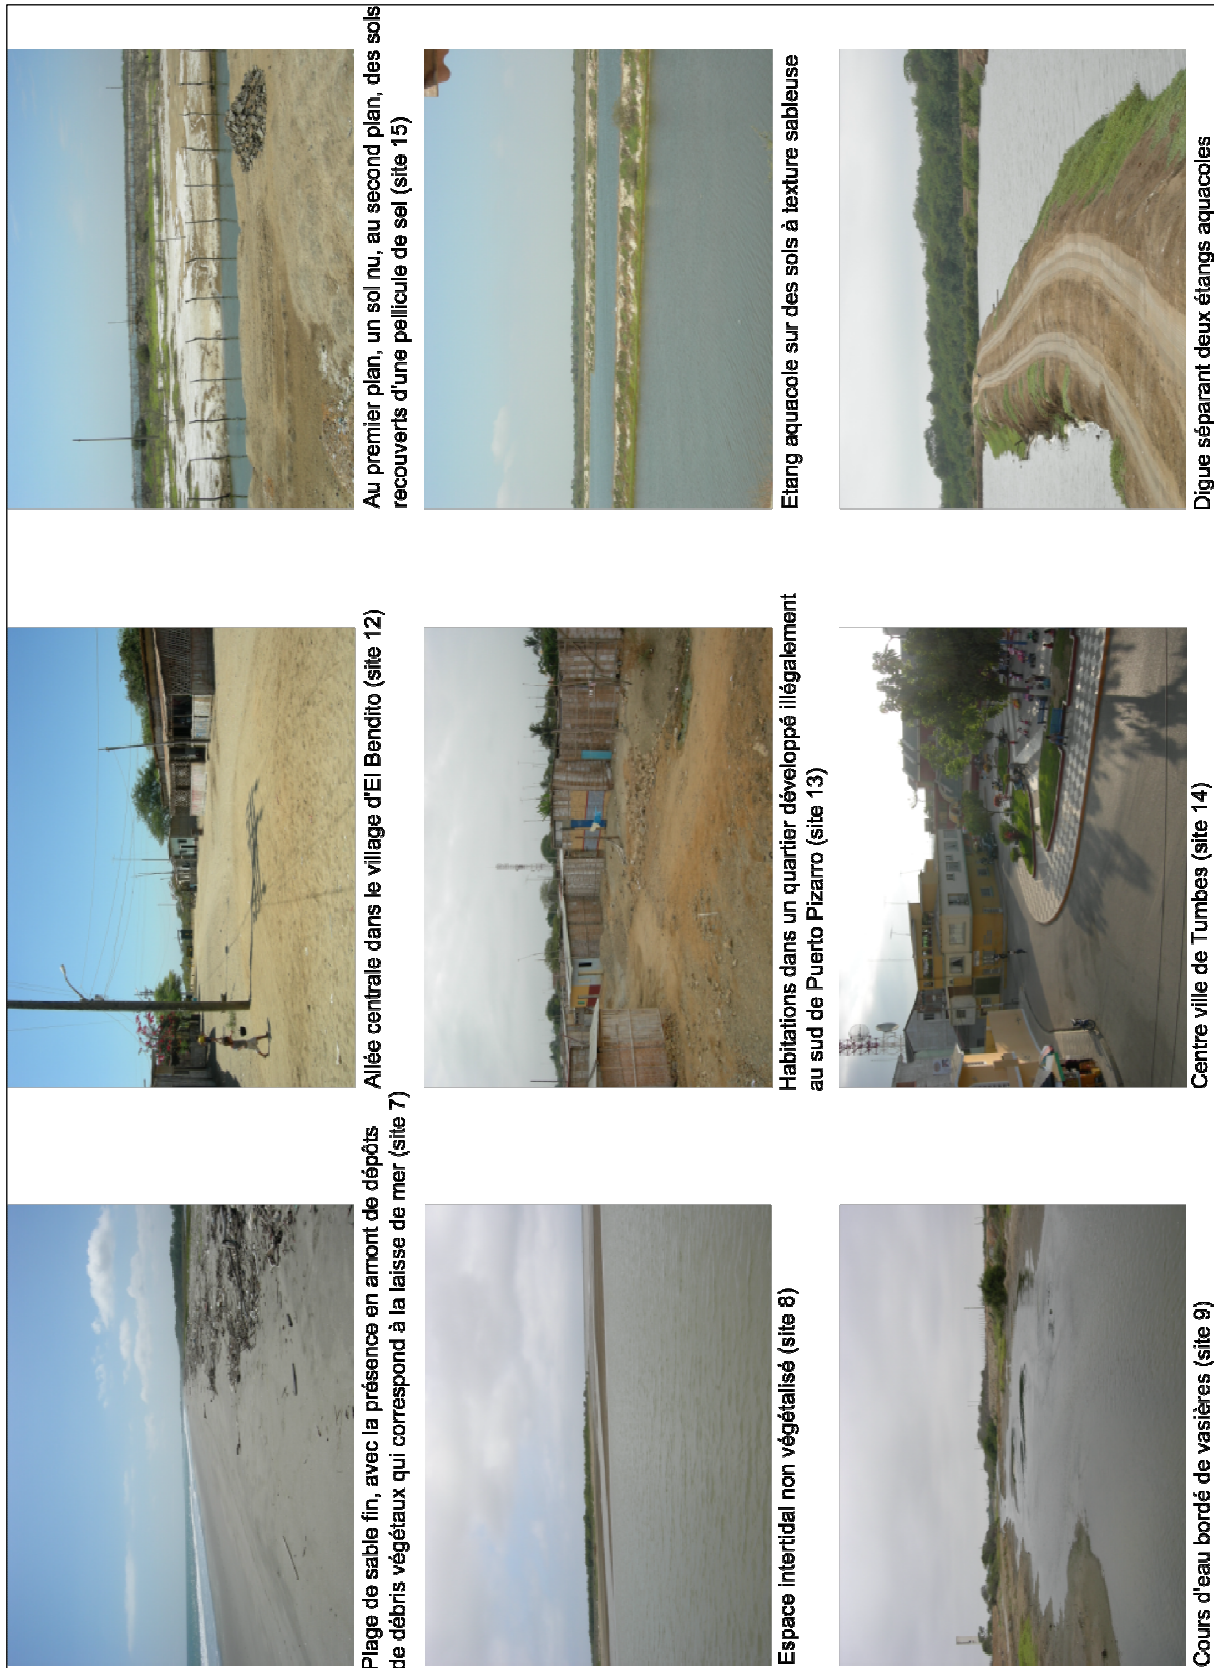 Plage de sable fin, avec la présence en amont de dépôts
de débris végétaux qui correspond à la laisse de mer (site 7)
Allée centrale dans le village d'El Bendito (site 12)
Au premier plan, un sol nu, au second plan, des sols
recouverts d'une pellicule de sel (site 15)
Espace intertidal non végétalisé (site 8)
Habitations dans un quartier développé illégalement
au sud de Puerto Pizarro (site 13)
Etang aquacole sur des sols à texture sableuse
Cours d'eau bordé de vasières (site 9)
Centre ville de Tumbes (site 14)
Digue séparant deux étangs aquacoles